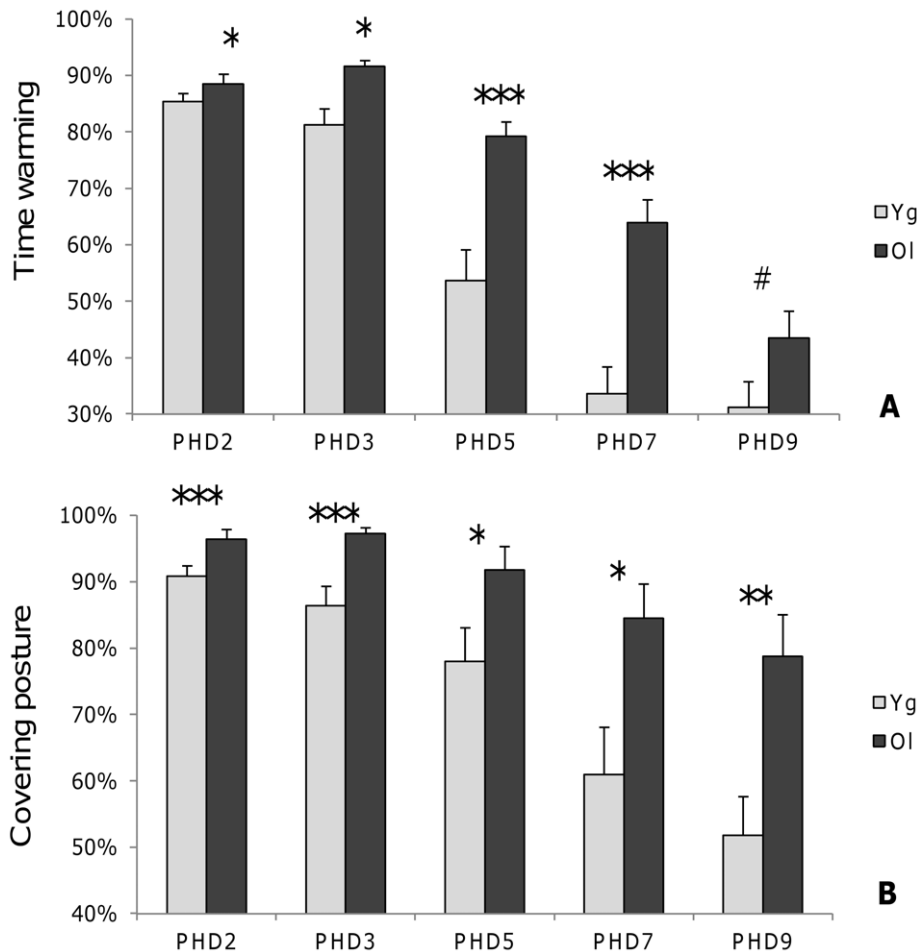 100%
90%
80%
70%
60%
50%
40%
30%
Time warming
*
*
***
***
#
PHD2 PHD3 PHD5 PHD7 PHD9
Yg
Ol
A
100%
90%
80%
70%
60%
50%
40%
Covering posture
***
***
*
*
**
PHD2 PHD3 PHD5 PHD7 PHD9
Yg
Ol
B